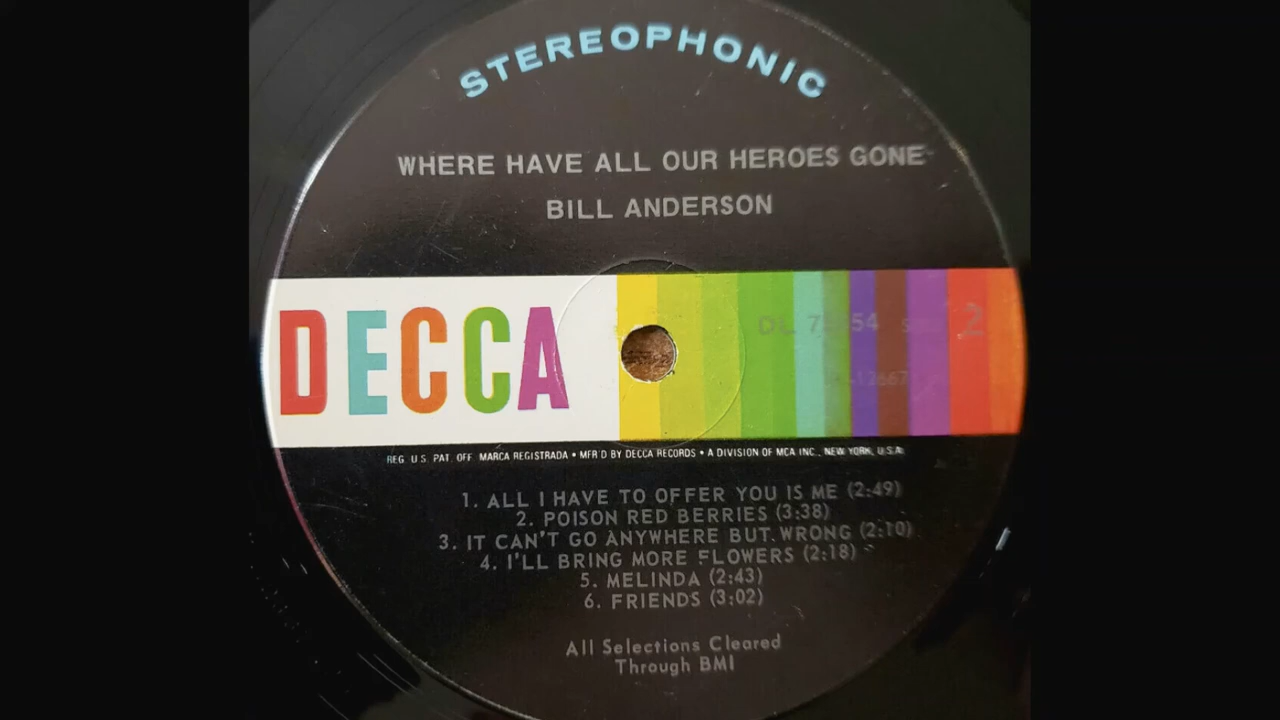 STEREOPHONIC
WHERE HAVE ALL OUR HEROES GONE
BILL ANDERSON
DECCA
DL 2
REG. U.S. PAT. OFF. MARCA REGISTRADA • MFR'D BY DECCA RECORDS • A DIVISION OF MCA INC., NEW YORK, U.S.A.
1. ALL I HAVE TO OFFER YOU IS ME (2:49)
2. POISON RED BERRIES (3:38)
3. IT CAN'T GO ANYWHERE BUT WRONG (2:10)
4. I'LL BRING MORE FLOWERS (2:18)
5. MELINDA (2:43)
6. FRIENDS (3:02)
All Selections Cleared
Through BMI